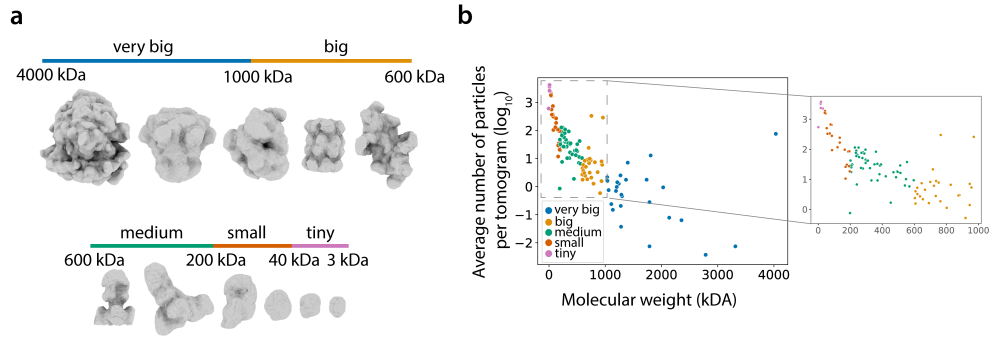 a
very big big
4000 kDa 1000 kDa 600 kDa
medium small tiny
600 kDa 200 kDa 40 kDa 3 kDa
b
Average number of particles
per tomogram (log10)
3
2
1
0
−1
−2
very big
big
medium
small
tiny
0 1000 2000 3000 4000
Molecular weight (kDA)
3
2
1
0
0 200 400 600 800 1000